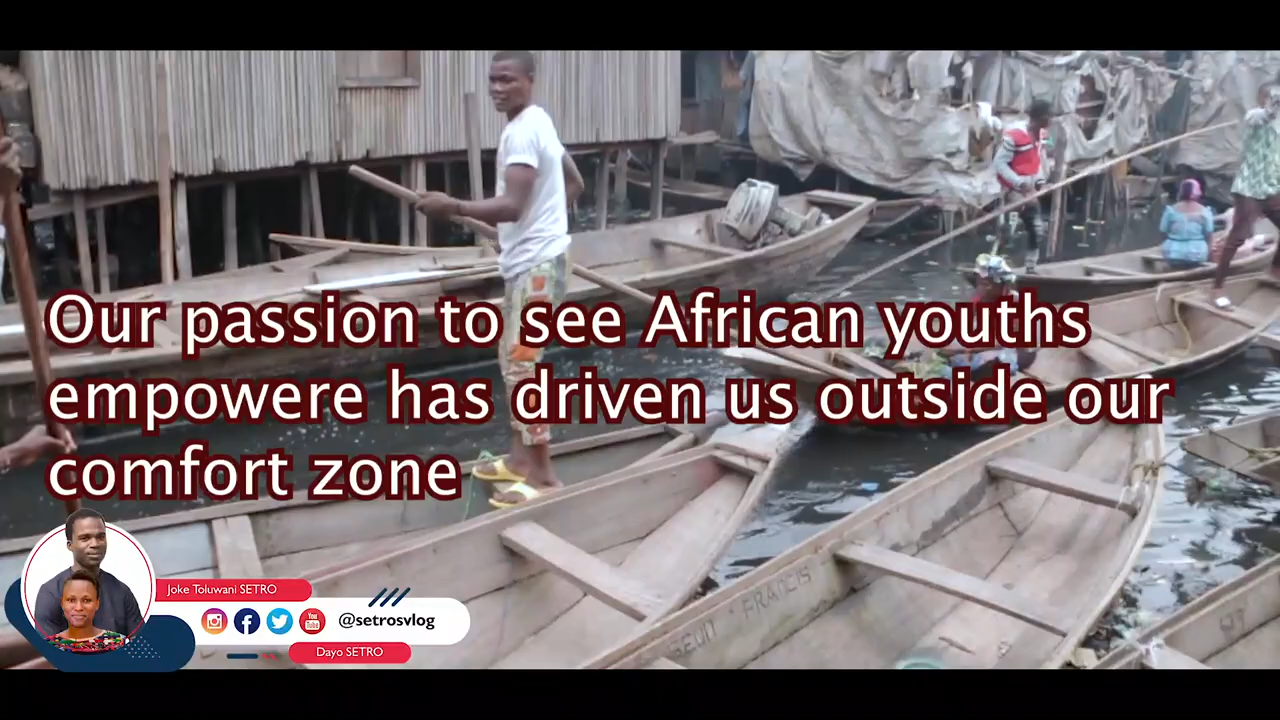 Our passion to see African youths
empowere has driven us outside our
comfort zone
Joke Toluwani SETRO
@setrosvlog
Dayo SETRO
FRANCIS